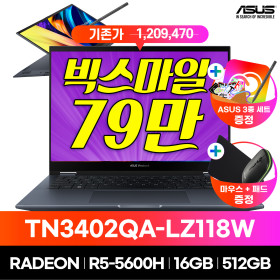 ASUS
IN SEARCH OF INCREDIBLE
기존가 1,209,470
빅스마일
79만
ASUS 3종 세트
증정
마우스 + 패드
증정
TN3402QA-LZ118W
RADEON | R5-5600H | 16GB | 512GB